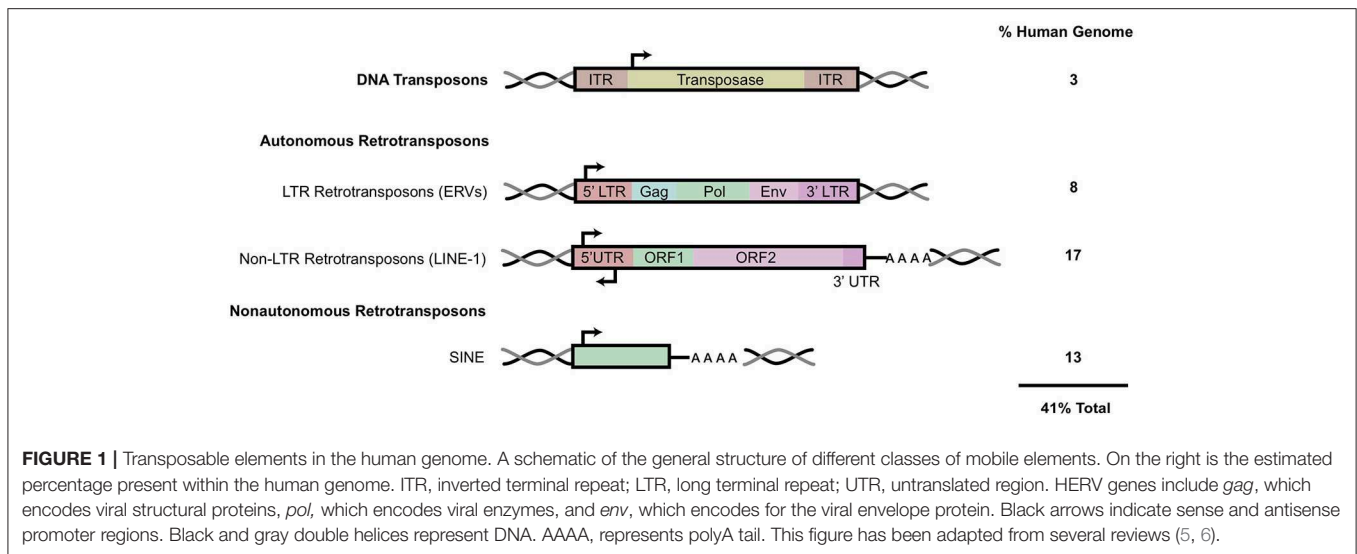 % Human Genome
DNA Transposons ITR Transposase ITR 3
Autonomous Retrotransposons
LTR Retrotransposons (ERVs) 5' LTR Gag Pol Env 3' LTR 8
Non-LTR Retrotransposons (LINE-1) 5'UTR ORF1 ORF2 AAAA 17
3' UTR
Nonautonomous Retrotransposons
SINE AAAA 13
41% Total
FIGURE 1 | Transposable elements in the human genome. A schematic of the general structure of different classes of mobile elements. On the right is the estimated
percentage present within the human genome. ITR, inverted terminal repeat; LTR, long terminal repeat; UTR, untranslated region. HERV genes include gag, which
encodes viral structural proteins, pol, which encodes viral enzymes, and env, which encodes for the viral envelope protein. Black arrows indicate sense and antisense
promoter regions. Black and gray double helices represent DNA. AAAA, represents polyA tail. This figure has been adapted from several reviews (5, 6).